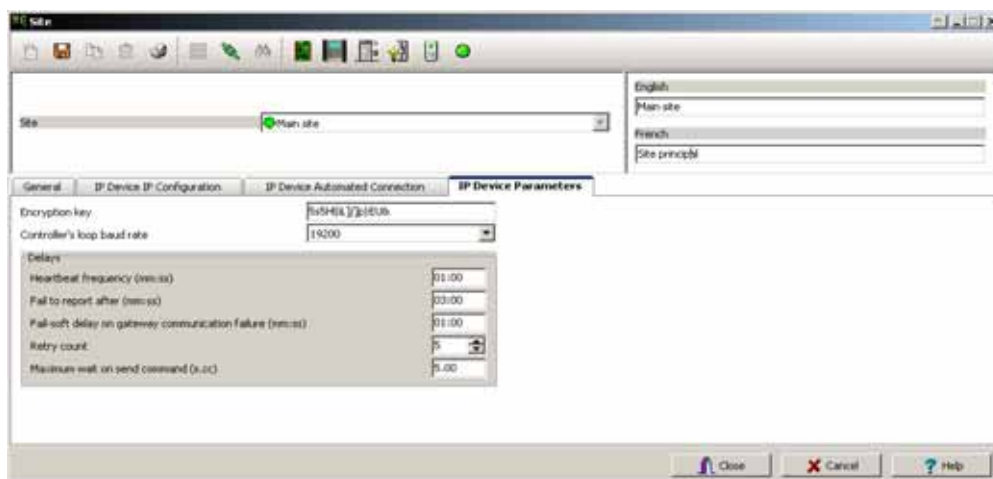 Site
English
Main site
Site
Main site
French
Site principal
General
IP Device IP Configuration
IP Device Automated Connection
IP Device Parameters
Encryption key
Controller's loop baud rate
19200
Delays
Heartbeat frequency (mm:ss)
01:00
Fail to report after (mm:ss)
03:00
Fail-soft delay on gateway communication failure (mm:ss)
01:00
Retry count
5
Maximum wait on send command (s.cc)
5.00
Close
Cancel
Help